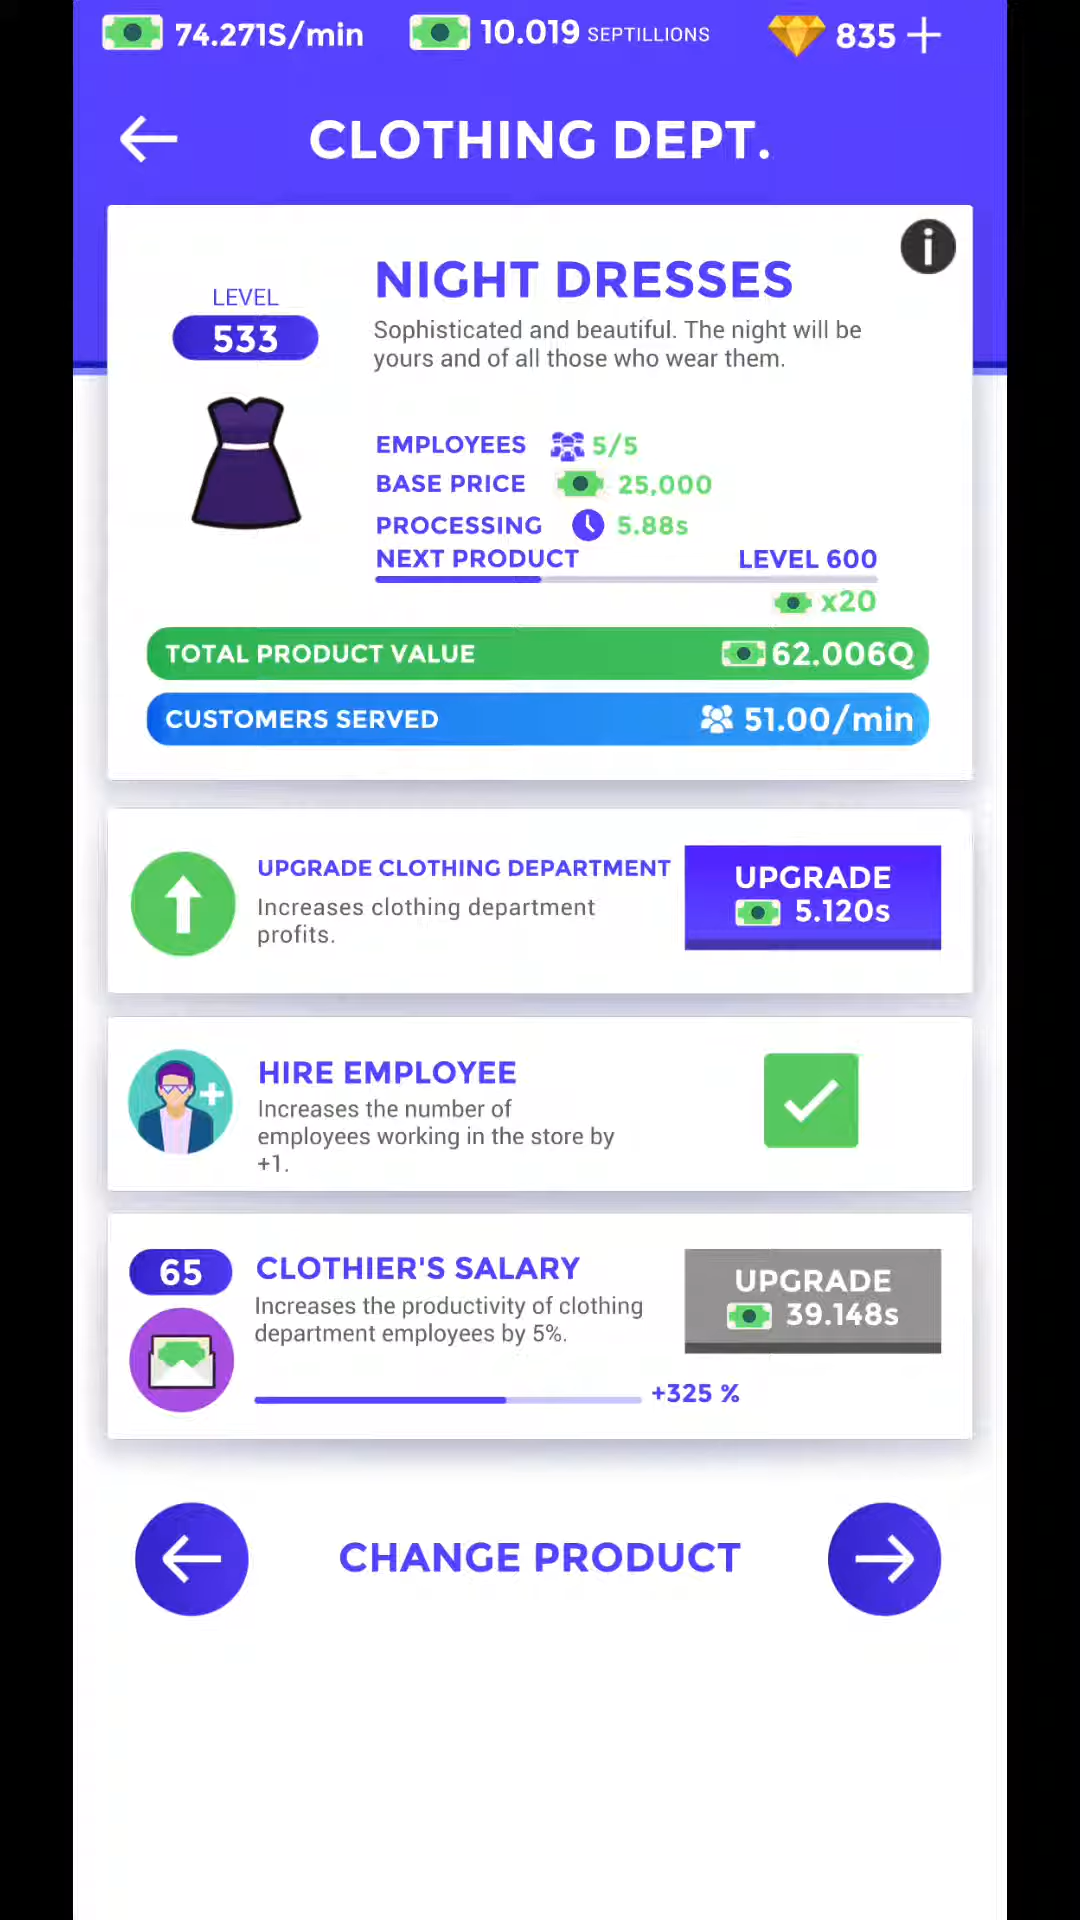 74.271S/min 10.019 SEPTILLIONS 835
CLOTHING DEPT.
NIGHT DRESSES
LEVEL
533
Sophisticated and beautiful. The night will be
yours and of all those who wear them.
EMPLOYEES 5/5
BASE PRICE 25,000
PROCESSING 5.88s
NEXT PRODUCT LEVEL 600
x20
TOTAL PRODUCT VALUE 62.006Q
CUSTOMERS SERVED 51.00/min
UPGRADE CLOTHING DEPARTMENT
Increases clothing department
profits.
UPGRADE
5.120s
HIRE EMPLOYEE
Increases the number of
employees working in the store by
+1.
65
CLOTHIER'S SALARY
Increases the productivity of clothing
department employees by 5%.
+325 %
UPGRADE
39.148s
CHANGE PRODUCT